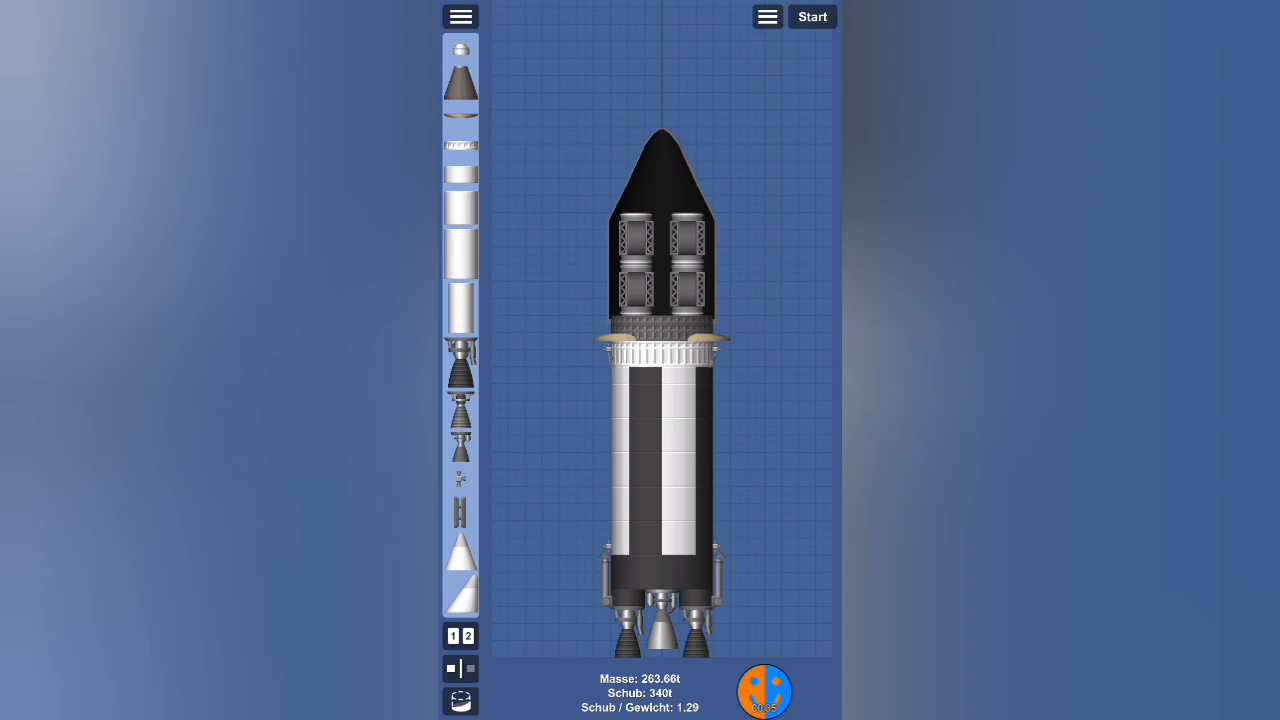 Start
1 2
Masse: 263.66t
Schub: 340t
Schub / Gewicht: 1.29